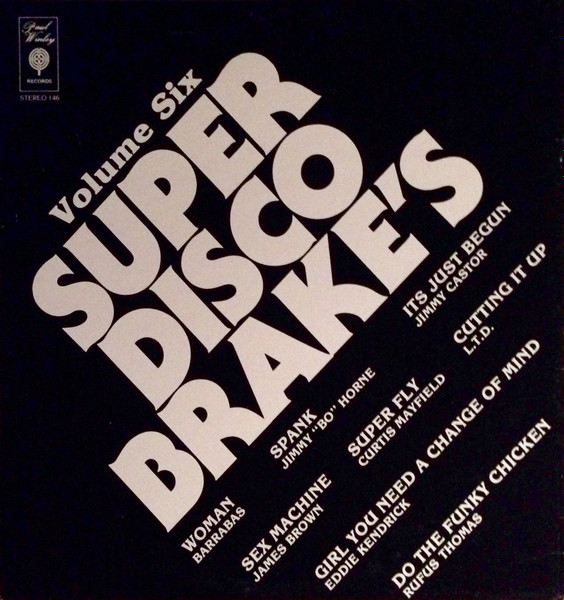 Paul
Winley
RECORDS
STEREO 146
Volume Six
SUPER
DISCO
BRAKE'S
ITS JUST BEGUN
JIMMY CASTOR
CUTTING IT UP
L.T.D.
SPANK
JIMMY "BO" HORNE
SUPER FLY
CURTIS MAYFIELD
GIRL YOU NEED A CHANGE OF MIND
EDDIE KENDRICK
WOMAN
BARRABAS
SEX MACHINE
JAMES BROWN
DO THE FUNKY CHICKEN
RUFUS THOMAS